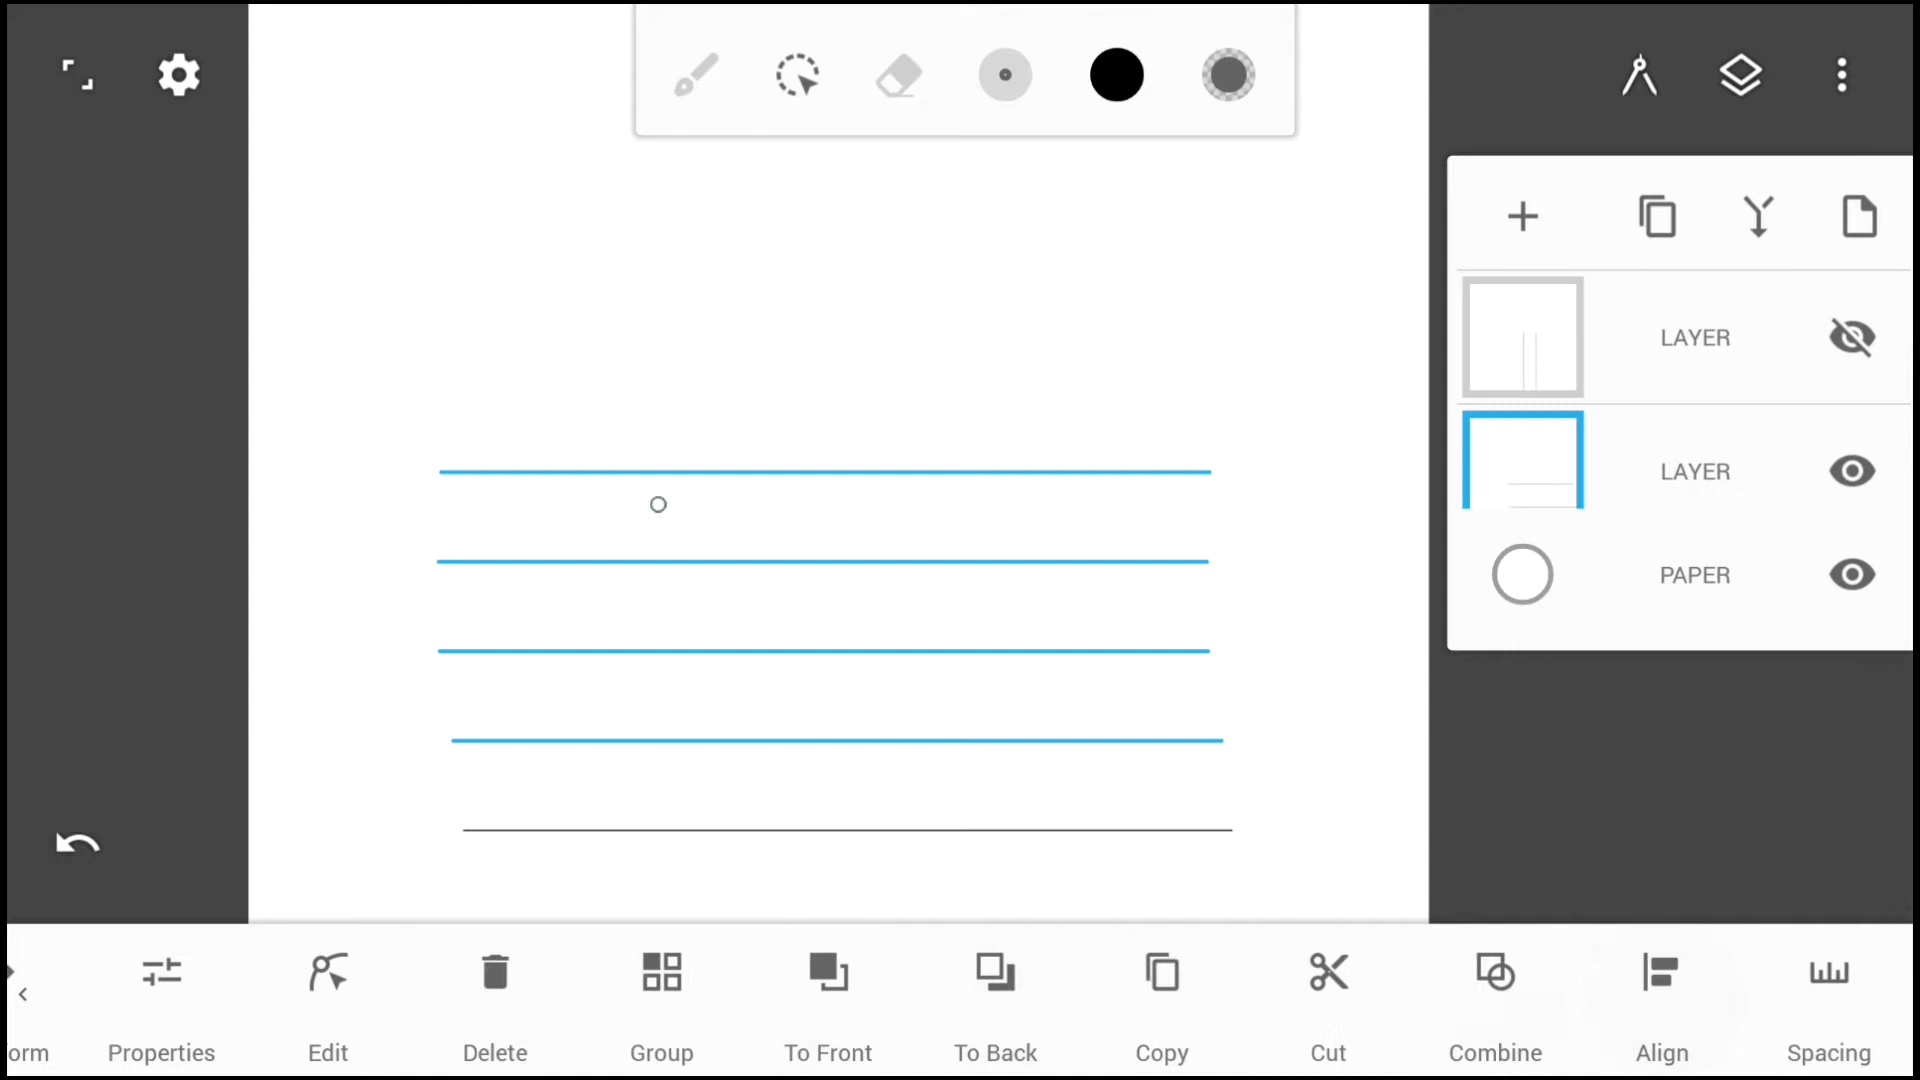 LAYER
LAYER
PAPER
orm Properties Edit Delete Group To Front To Back Copy Cut Combine Align Spacing